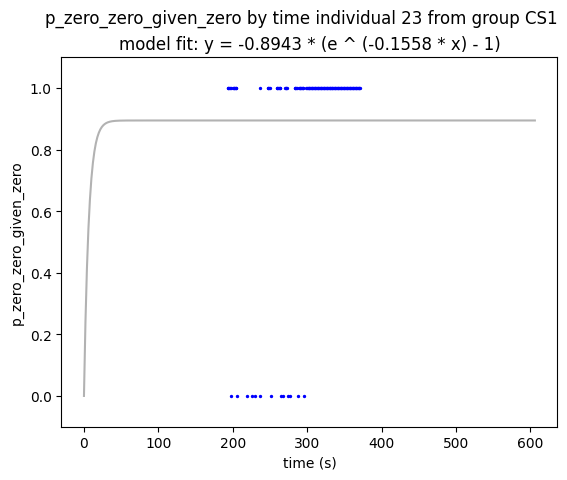 p_zero_zero_given_zero by time individual 23 from group CS1
model fit: y = -0.8943 * (e ^ (-0.1558 * x) - 1)
1.0
0.8
0.6
0.4
0.2
0.0
p_zero_zero_given_zero
0 100 200 300 400 500 600
time (s)